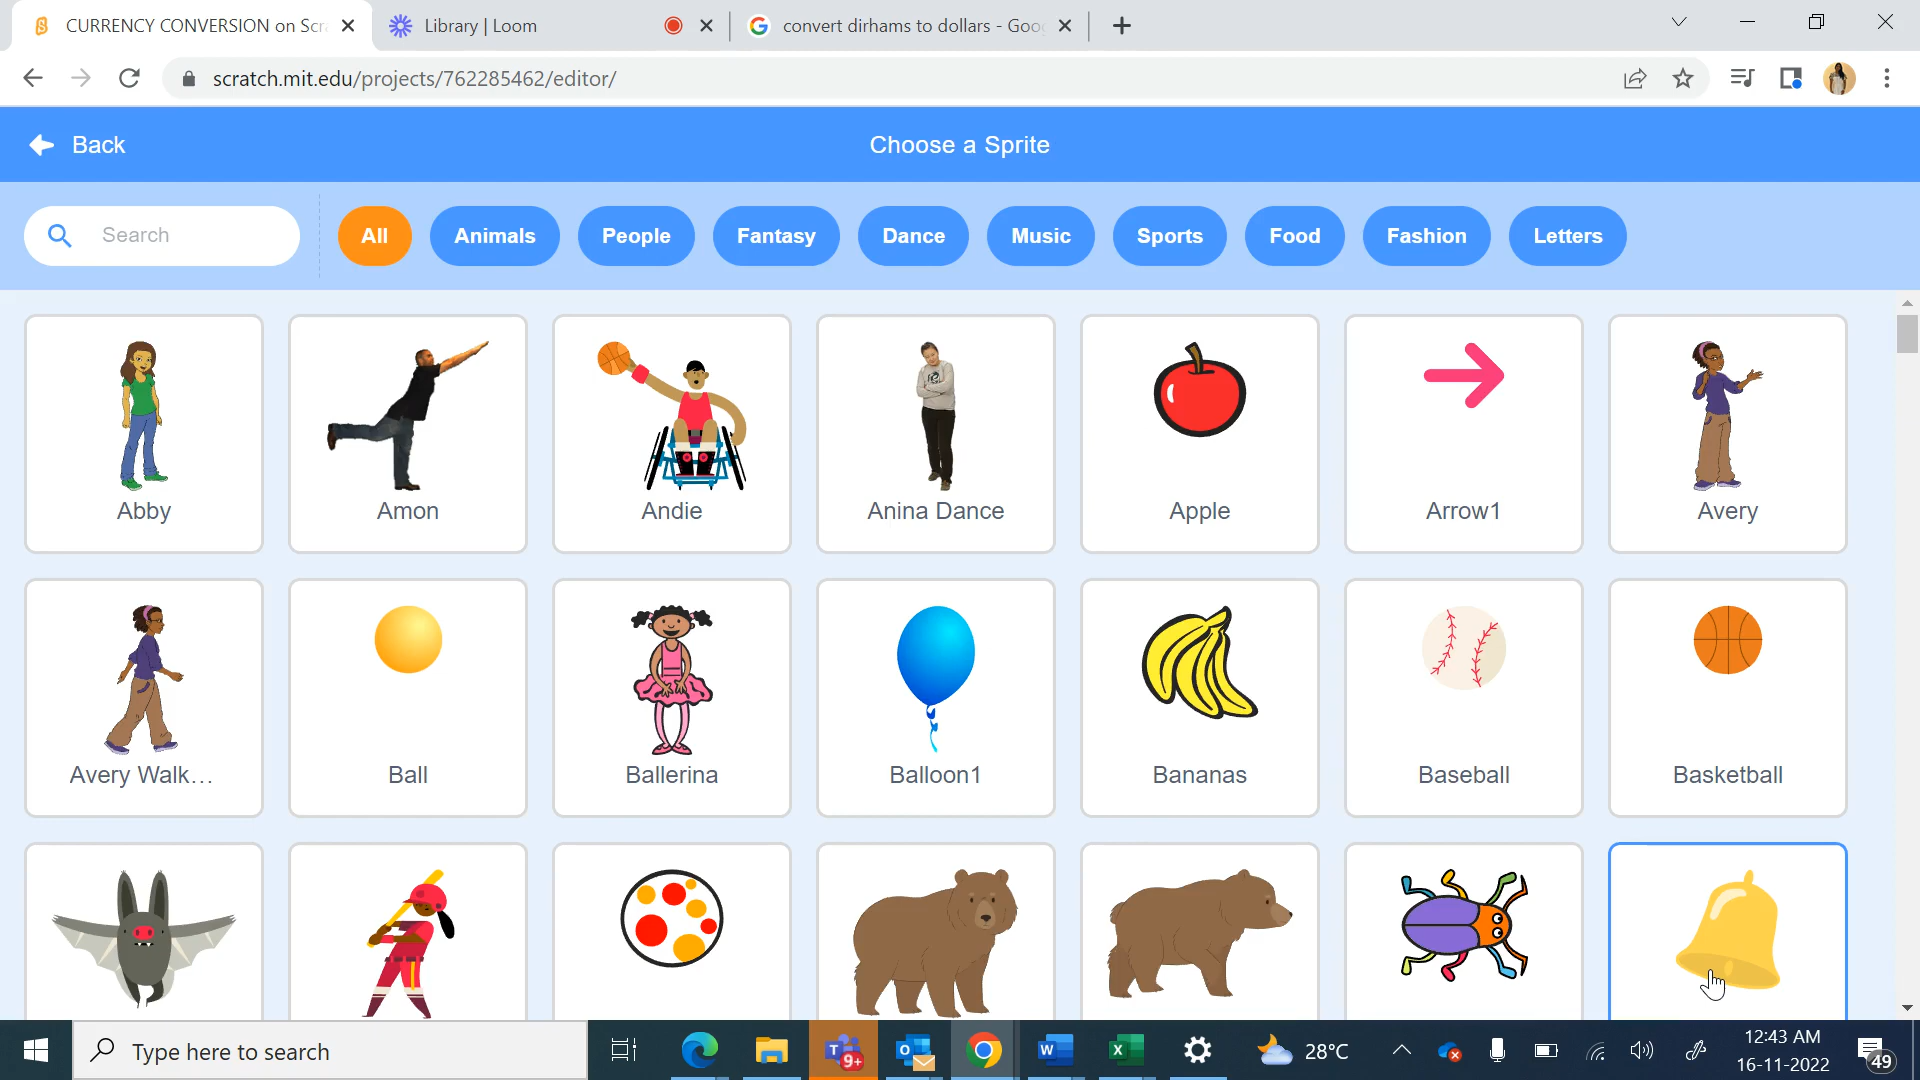 CURRENCY CONVERSION on Scr
Library | Loom
convert dirhams to dollars - Goo
scratch.mit.edu/projects/762285462/editor/
Back
Choose a Sprite
Search
All
Animals
People
Fantasy
Dance
Music
Sports
Food
Fashion
Letters
Abby
Amon
Andie
Anina Dance
Apple
Arrow1
Avery
Avery Walk...
Ball
Ballerina
Balloon1
Bananas
Baseball
Basketball
Type here to search
9+
28°C
12:43 AM
16-11-2022
49